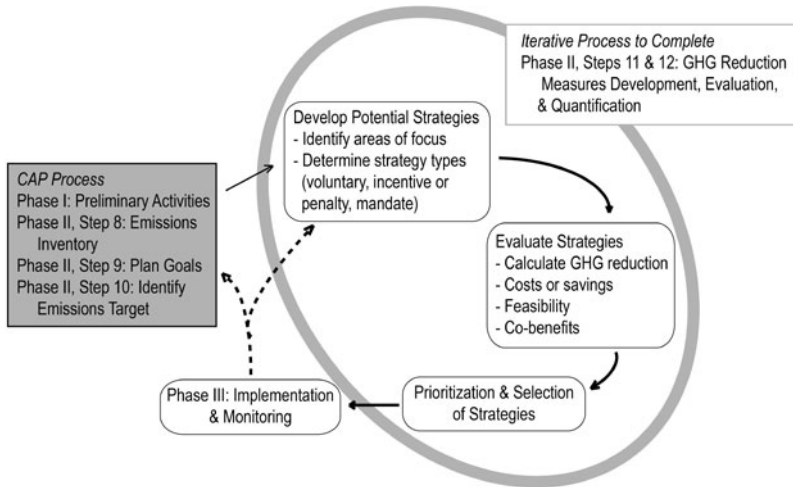 Iterative Process to Complete
Phase II, Steps 11 & 12: GHG Reduction
Measures Development, Evaluation,
& Quantification
Develop Potential Strategies
- Identify areas of focus
- Determine strategy types
(voluntary, incentive or
penalty, mandate)
CAP Process
Phase I: Preliminary Activities
Phase II, Step 8: Emissions
Inventory
Phase II, Step 9: Plan Goals
Phase II, Step 10: Identify
Emissions Target
Evaluate Strategies
- Calculate GHG reduction
- Costs or savings
- Feasibility
- Co-benefits
Prioritization & Selection
of Strategies
Phase III: Implementation
& Monitoring